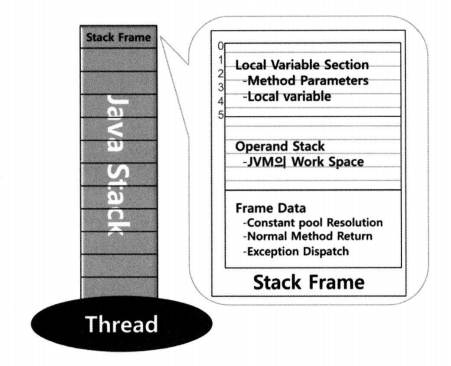 Stack Frame
Java Stack
Thread
0
1
2
3
4
5
Local Variable Section
-Method Parameters
-Local variable
Operand Stack
-JVM의 Work Space
Frame Data
-Constant pool Resolution
-Normal Method Return
-Exception Dispatch
Stack Frame